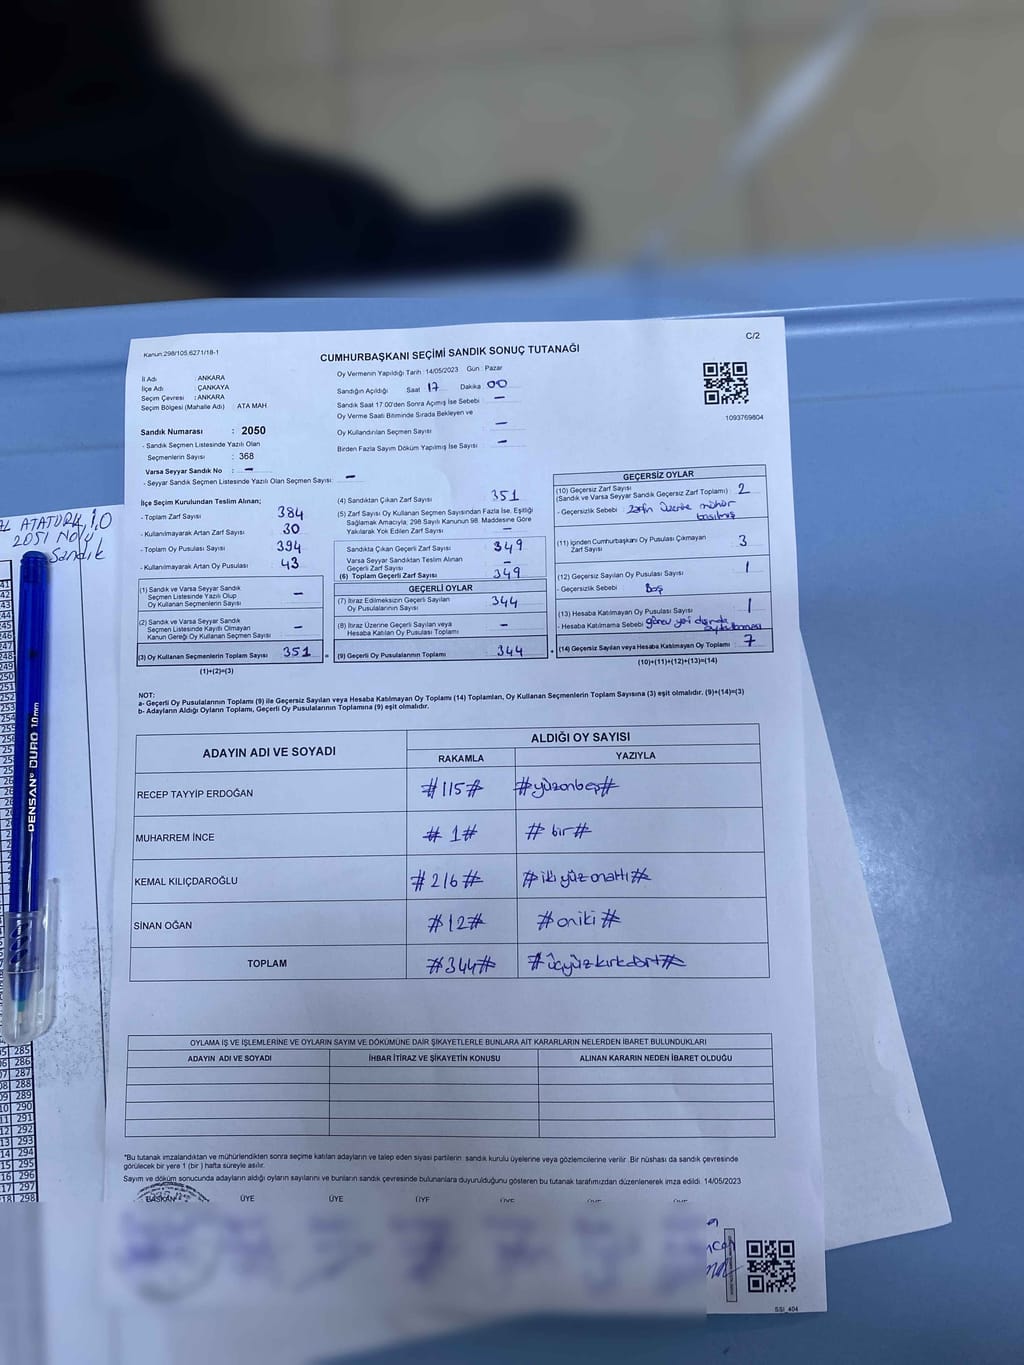 C/2
Kanun:298/105.6271/18-1
CUMHURBAŞKANI SEÇİMİ SANDIK SONUÇ TUTANAĞI
İl Adı : ANKARA
İlçe Adı : ÇANKAYA
Seçim Çevresi : ANKARA
Seçim Bölgesi (Mahalle Adı) : ATA MAH.
Sandık Numarası : 2050
- Sandık Seçmen Listesinde Yazılı Olan
Seçmenlerin Sayısı : 368
Varsa Seyyar Sandık No : –
- Seyyar Sandık Seçmen Listesinde Yazılı Olan Seçmen Sayısı: –
Oy Vermenin Yapıldığı Tarih : 14/05/2023 Gün : Pazar
Sandığın Açıldığı Saat 17 Dakika 00
Sandık Saat 17.00'den Sonra Açılmış İse Sebebi : –
Oy Verme Saati Bitiminde Sırada Bekleyen ve
Oy Kullandırılan Seçmen Sayısı : –
Birden Fazla Sayım Döküm Yapılmış İse Sayısı : –
1093769804
İlçe Seçim Kurulundan Teslim Alınan;
- Toplam Zarf Sayısı : 384
- Kullanılmayarak Artan Zarf Sayısı : 30
- Toplam Oy Pusulası Sayısı : 394
- Kullanılmayarak Artan Oy Pusulası : 43
(1) Sandık ve Varsa Seyyar Sandık
Seçmen Listesinde Yazılı Olup
Oy Kullanan Seçmenlerin Sayısı –
(2) Sandık ve Varsa Seyyar Sandık
Seçmen Listesinde Kayıtlı Olmayan
Kanun Gereği Oy Kullanan Seçmen Sayısı –
(3) Oy Kullanan Seçmenlerin Toplam Sayısı 351
(1)+(2)=(3)
(4) Sandıktan Çıkan Zarf Sayısı 351
(5) Zarf Sayısı Oy Kullanan Seçmen Sayısından Fazla İse, Eşitliği
Sağlamak Amacıyla; 298 Sayılı Kanunun 98. Maddesine Göre
Yakılarak Yok Edilen Zarf Sayısı –
Sandıkta Çıkan Geçerli Zarf Sayısı : 349
Varsa Seyyar Sandıktan Teslim Alınan
Geçerli Zarf Sayısı : –
(6) Toplam Geçerli Zarf Sayısı : 349
GEÇERLİ OYLAR
(7) İtiraz Edilmeksizin Geçerli Sayılan
Oy Pusulalarının Sayısı 344
(8) İtiraz Üzerine Geçerli Sayılan veya
Hesaba Katılan Oy Pusulası Toplamı –
= (9) Geçerli Oy Pusulalarının Toplamı 344
GEÇERSİZ OYLAR
(10) Geçersiz Zarf Sayısı
(Sandık ve Varsa Seyyar Sandık Geçersiz Zarf Toplamı) : 2
- Geçersizlik Sebebi : zarfın üzerine mühür
basılmış
(11) İçinden Cumhurbaşkanı Oy Pusulası Çıkmayan
Zarf Sayısı 3
(12) Geçersiz Sayılan Oy Pusulası Sayısı 1
- Geçersizlik Sebebi : Boş
(13) Hesaba Katılmayan Oy Pusulası Sayısı : 1
- Hesaba Katılmama Sebebi görev yeri dışında
+ (14) Geçersiz Sayılan veya Hesaba Katılmayan Oy Toplamı : 7
(10)+(11)+(12)+(13)=(14)
NOT:
a- Geçerli Oy Pusulalarının Toplamı (9) ile Geçersiz Sayılan veya Hesaba Katılmayan Oy Toplamı (14) Toplamları, Oy Kullanan Seçmenlerin Toplam Sayısına (3) eşit olmalıdır. (9)+(14)=(3)
b- Adayların Aldığı Oyların Toplamı, Geçerli Oy Pusulalarının Toplamına (9) eşit olmalıdır.
ADAYIN ADI VE SOYADI ALDIĞI OY SAYISI
RAKAMLA YAZIYLA
RECEP TAYYİP ERDOĞAN #115# #yüzonbeş#
MUHARREM İNCE #1# #bir#
KEMAL KILIÇDAROĞLU #216# #ikiyüzonaltı#
SİNAN OĞAN #12# #oniki#
TOPLAM #344# #üçyüzkırkdört#
OYLAMA İŞ VE İŞLEMLERİNE VE OYLARIN SAYIM VE DÖKÜMÜNE DAİR ŞİKAYETLERLE BUNLARA AİT KARARLARIN NELERDEN İBARET BULUNDUKLARI
ADAYIN ADI VE SOYADI İHBAR İTİRAZ VE ŞİKAYETİN KONUSU ALINAN KARARIN NEDEN İBARET OLDUĞU
*Bu tutanak imzalandıktan ve mühürlendikten sonra seçime katılan adayların ve talep eden siyasi partilerin sandık kurulu üyelerine veya gözlemcilerine verilir. Bir nüshası da sandık çevresinde
görülecek bir yere 1 (bir) hafta süreyle asılır.
Sayım ve döküm sonucunda adayların aldığı oyların sayılarını ve bunların sandık çevresinde bulunanlara duyurulduğunu gösteren bu tutanak tarafımızdan düzenlenerek imza edildi. 14/05/2023
BAŞKAN ÜYE ÜYE ÜYE ÜYE
SSI_404
ATATÜRK İ.O
2051 Nolu
Sandık
PENSAN DURO 1.0mm
285
286
287
288
289
290
291
292
293
294
295
296
297
298